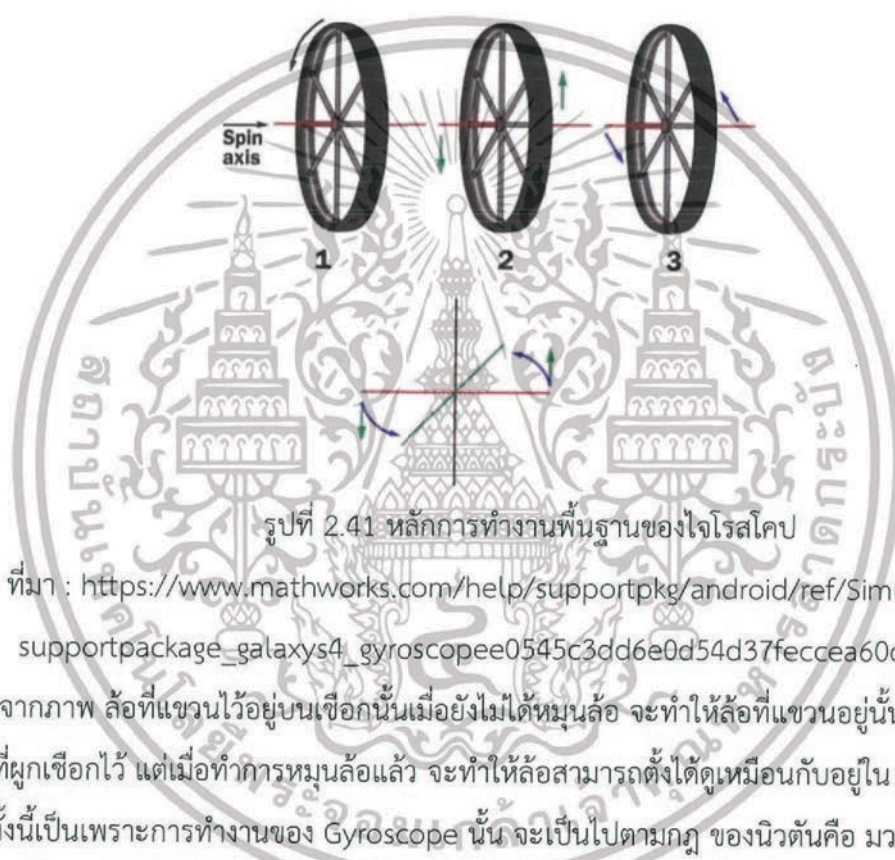 Spin
axis
1 2 3
รูปที่ 2.41 หลักการทำงานพื้นฐานของไจโรสโคป
ที่มา : https://www.mathworks.com/help/supportpkg/android/ref/Sim
supportpackage_galaxys4_gyroscopee0545c3dd6e0d54d37feccea60
จากภาพ ล้อที่แขวนไว้อยู่บนเชือกนั้นเมื่อยังไม่ได้หมุนล้อ จะทำให้ล้อที่แขวนอยู่นั้น
ที่ผูกเชือกไว้ แต่เมื่อทำการหมุนล้อแล้ว จะทำให้ล้อสามารถตั้งได้ดูเหมือนกับอยู่ใน
ทั้งนี้เป็นเพราะการทำงานของ Gyroscope นั้น จะเป็นไปตามกฎ ของนิวตันคือ มว